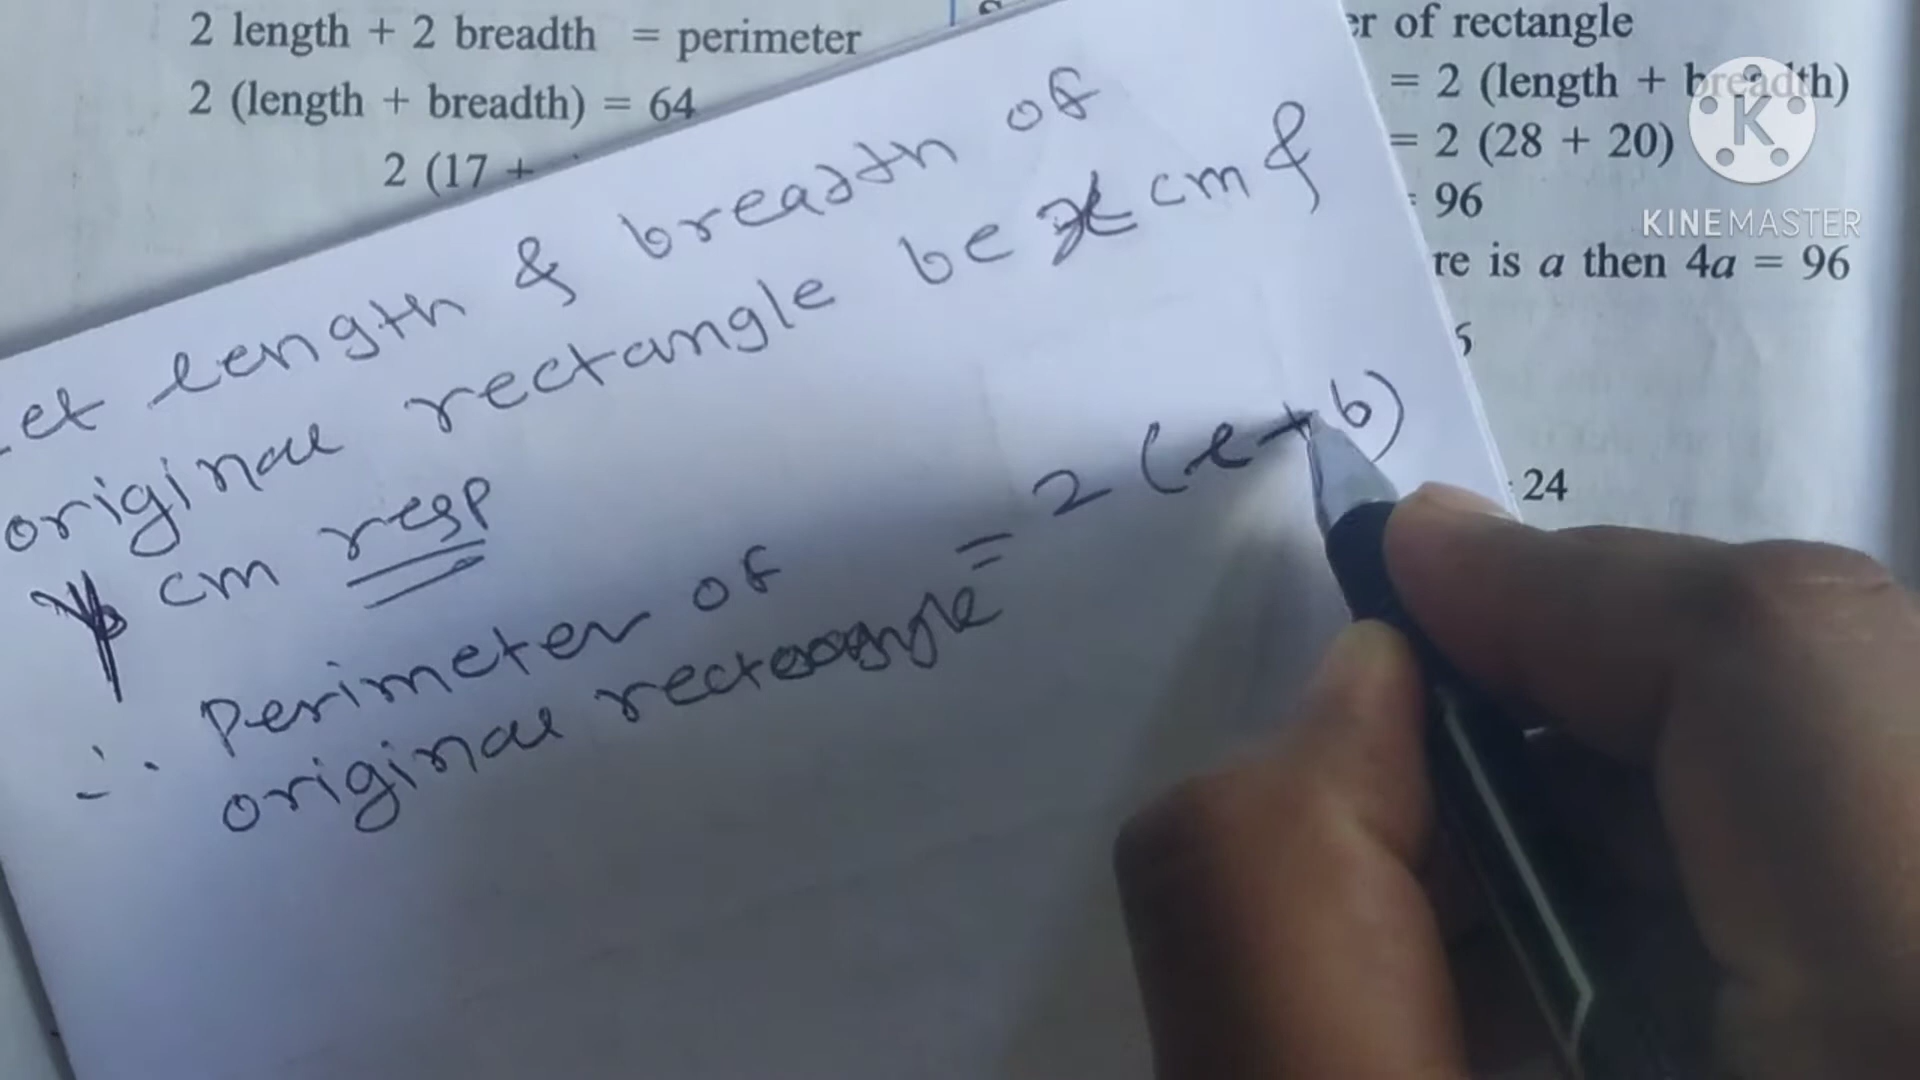 2 length + 2 breadth = perimeter
2 (length + breadth) = 64
2 (17 +
er of rectangle
= 2 (length + breadth)
= 2 (28 + 20)
= 96
re is a then 4a = 96
5
24
et length & breadth of
original rectangle be x cm &
y cm resp
∴ Perimeter of
original rectangle = 2 (l + b)
K
KINEMASTER